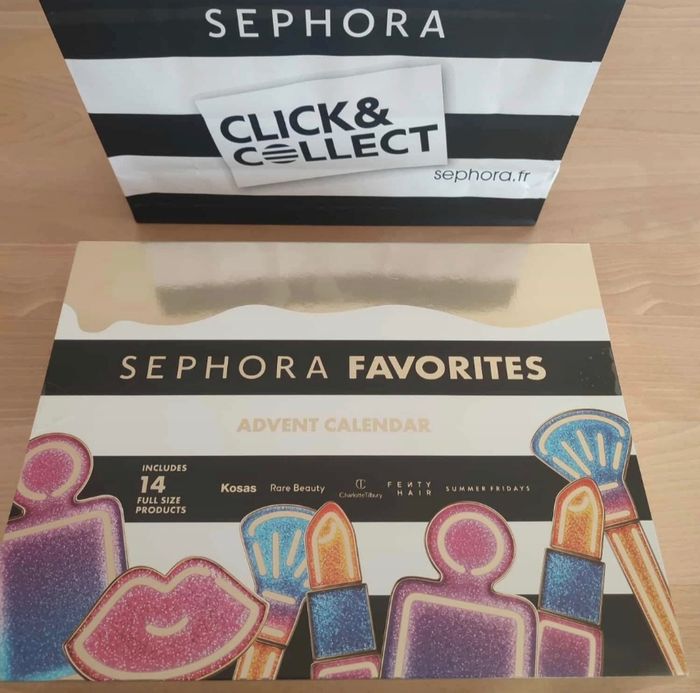 SEPHORA
CLICK&
COLLECT
sephora.fr
SEPHORA FAVORITES
ADVENT CALENDAR
INCLUDES
14
FULL SIZE
PRODUCTS
Kosas
Rare Beauty
CT
Charlotte Tilbury
FENTY
HAIR
SUMMER FRIDAYS